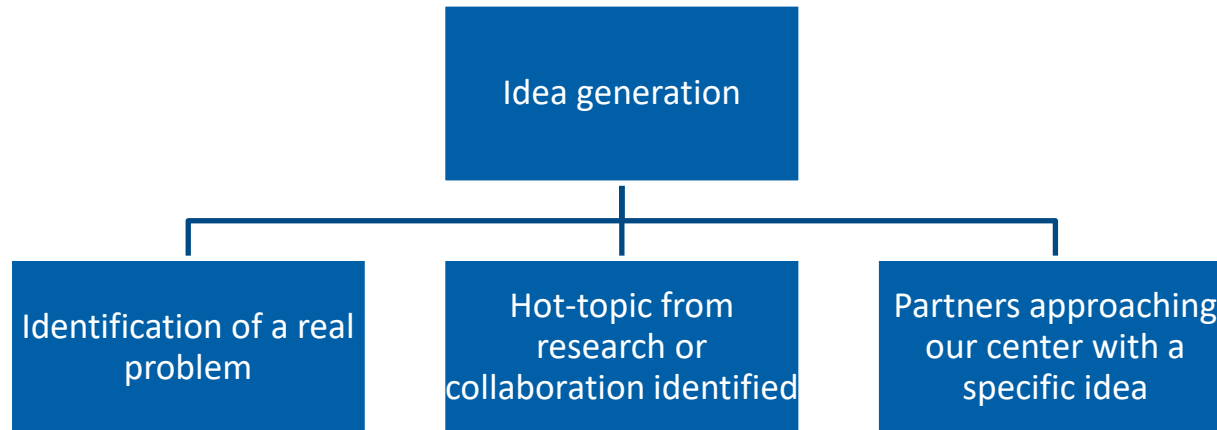 Idea generation
Identification of a real
problem
Hot-topic from
research or
collaboration identified
Partners approaching
our center with a
specific idea